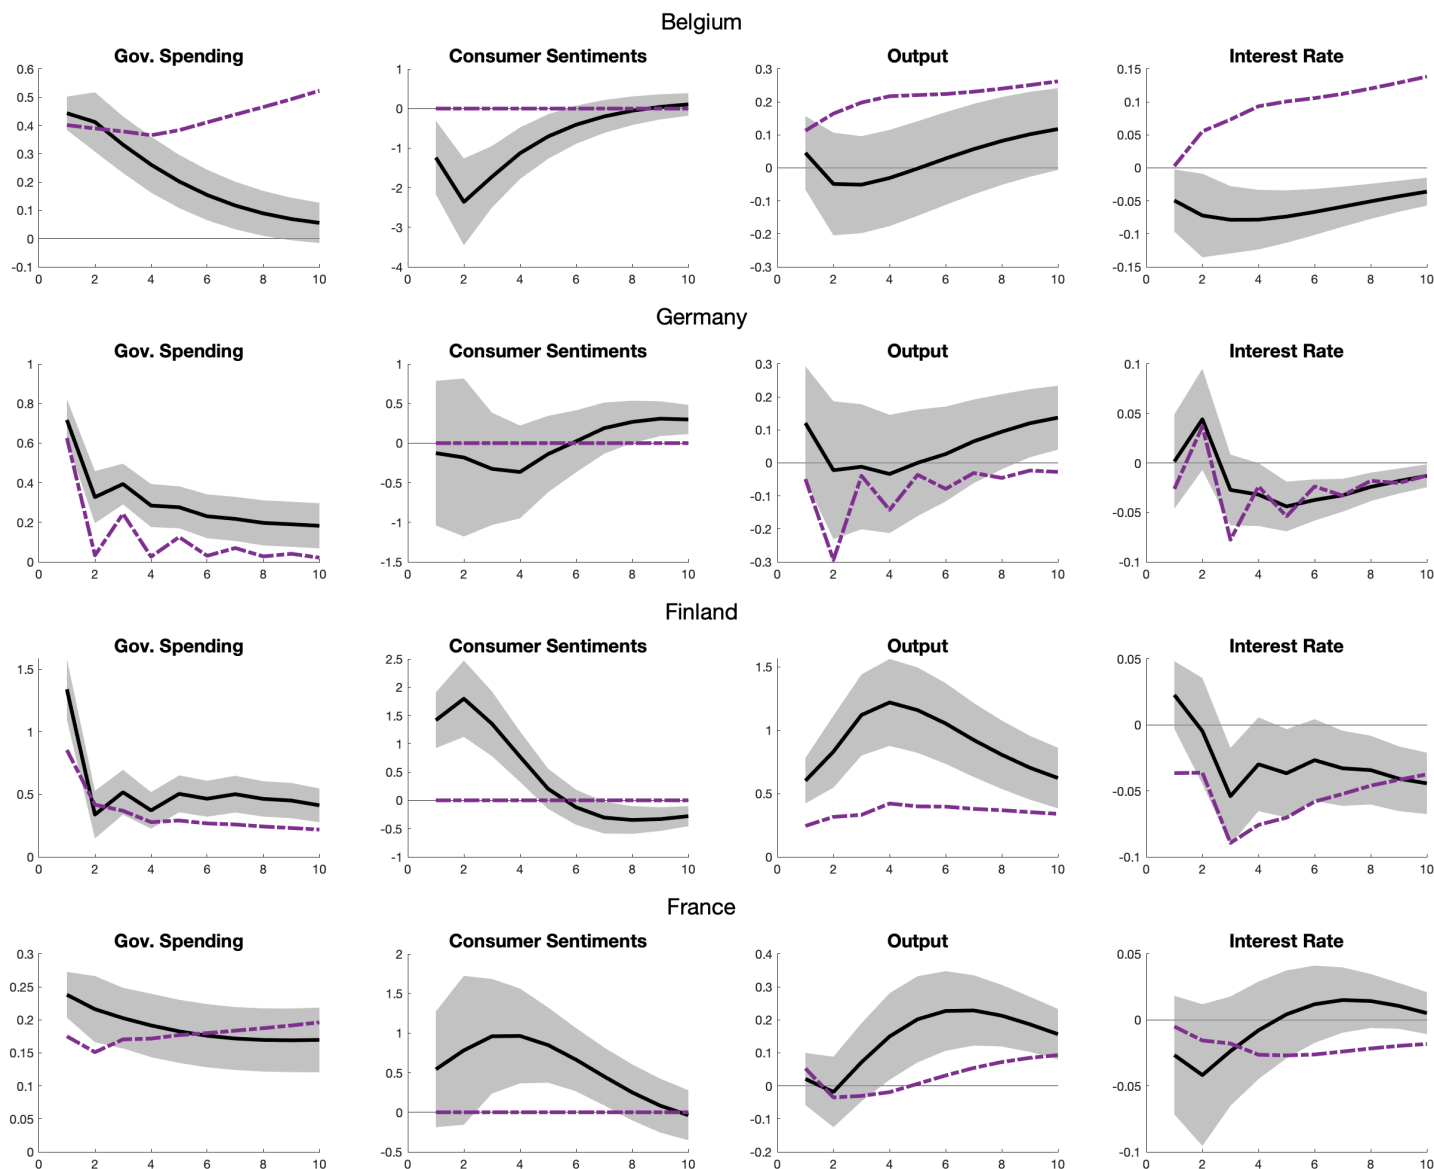 Belgium
Gov. Spending Consumer Sentiments Output Interest Rate
0.6 1 0.3 0.15
0.5 0 0.2 0.1
0.4 -1 0.1 0.05
0.3 -2 0 0
0.2 -3 -0.1 -0.05
0.1 -4 -0.2 -0.1
0 -0.3 -0.15
-0.1
0 2 4 6 8 10 0 2 4 6 8 10 0 2 4 6 8 10 0 2 4 6 8 10
Germany
Gov. Spending Consumer Sentiments Output Interest Rate
1 1 0.3 0.1
0.8 0.5 0.2 0.05
0.6 0 0.1 0
0.4 -0.5 0 -0.05
0.2 -1 -0.1 -0.1
0 -1.5 -0.2
-0.3
0 2 4 6 8 10 0 2 4 6 8 10 0 2 4 6 8 10 0 2 4 6 8 10
Finland
Gov. Spending Consumer Sentiments Output Interest Rate
1.5 2.5 1.5 0.05
1 2 1 0
0.5 1.5 0.5 -0.05
0 1 0 -0.1
0.5
0
-0.5
-1
0 2 4 6 8 10 0 2 4 6 8 10 0 2 4 6 8 10 0 2 4 6 8 10
France
Gov. Spending Consumer Sentiments Output Interest Rate
0.3 2 0.4 0.05
0.25 1.5 0.3 0
0.2 1 0.2 -0.05
0.15 0.5 0.1 -0.1
0.1 0 0
0.05 -0.5 -0.1
0 -0.2
0 2 4 6 8 10 0 2 4 6 8 10 0 2 4 6 8 10 0 2 4 6 8 10